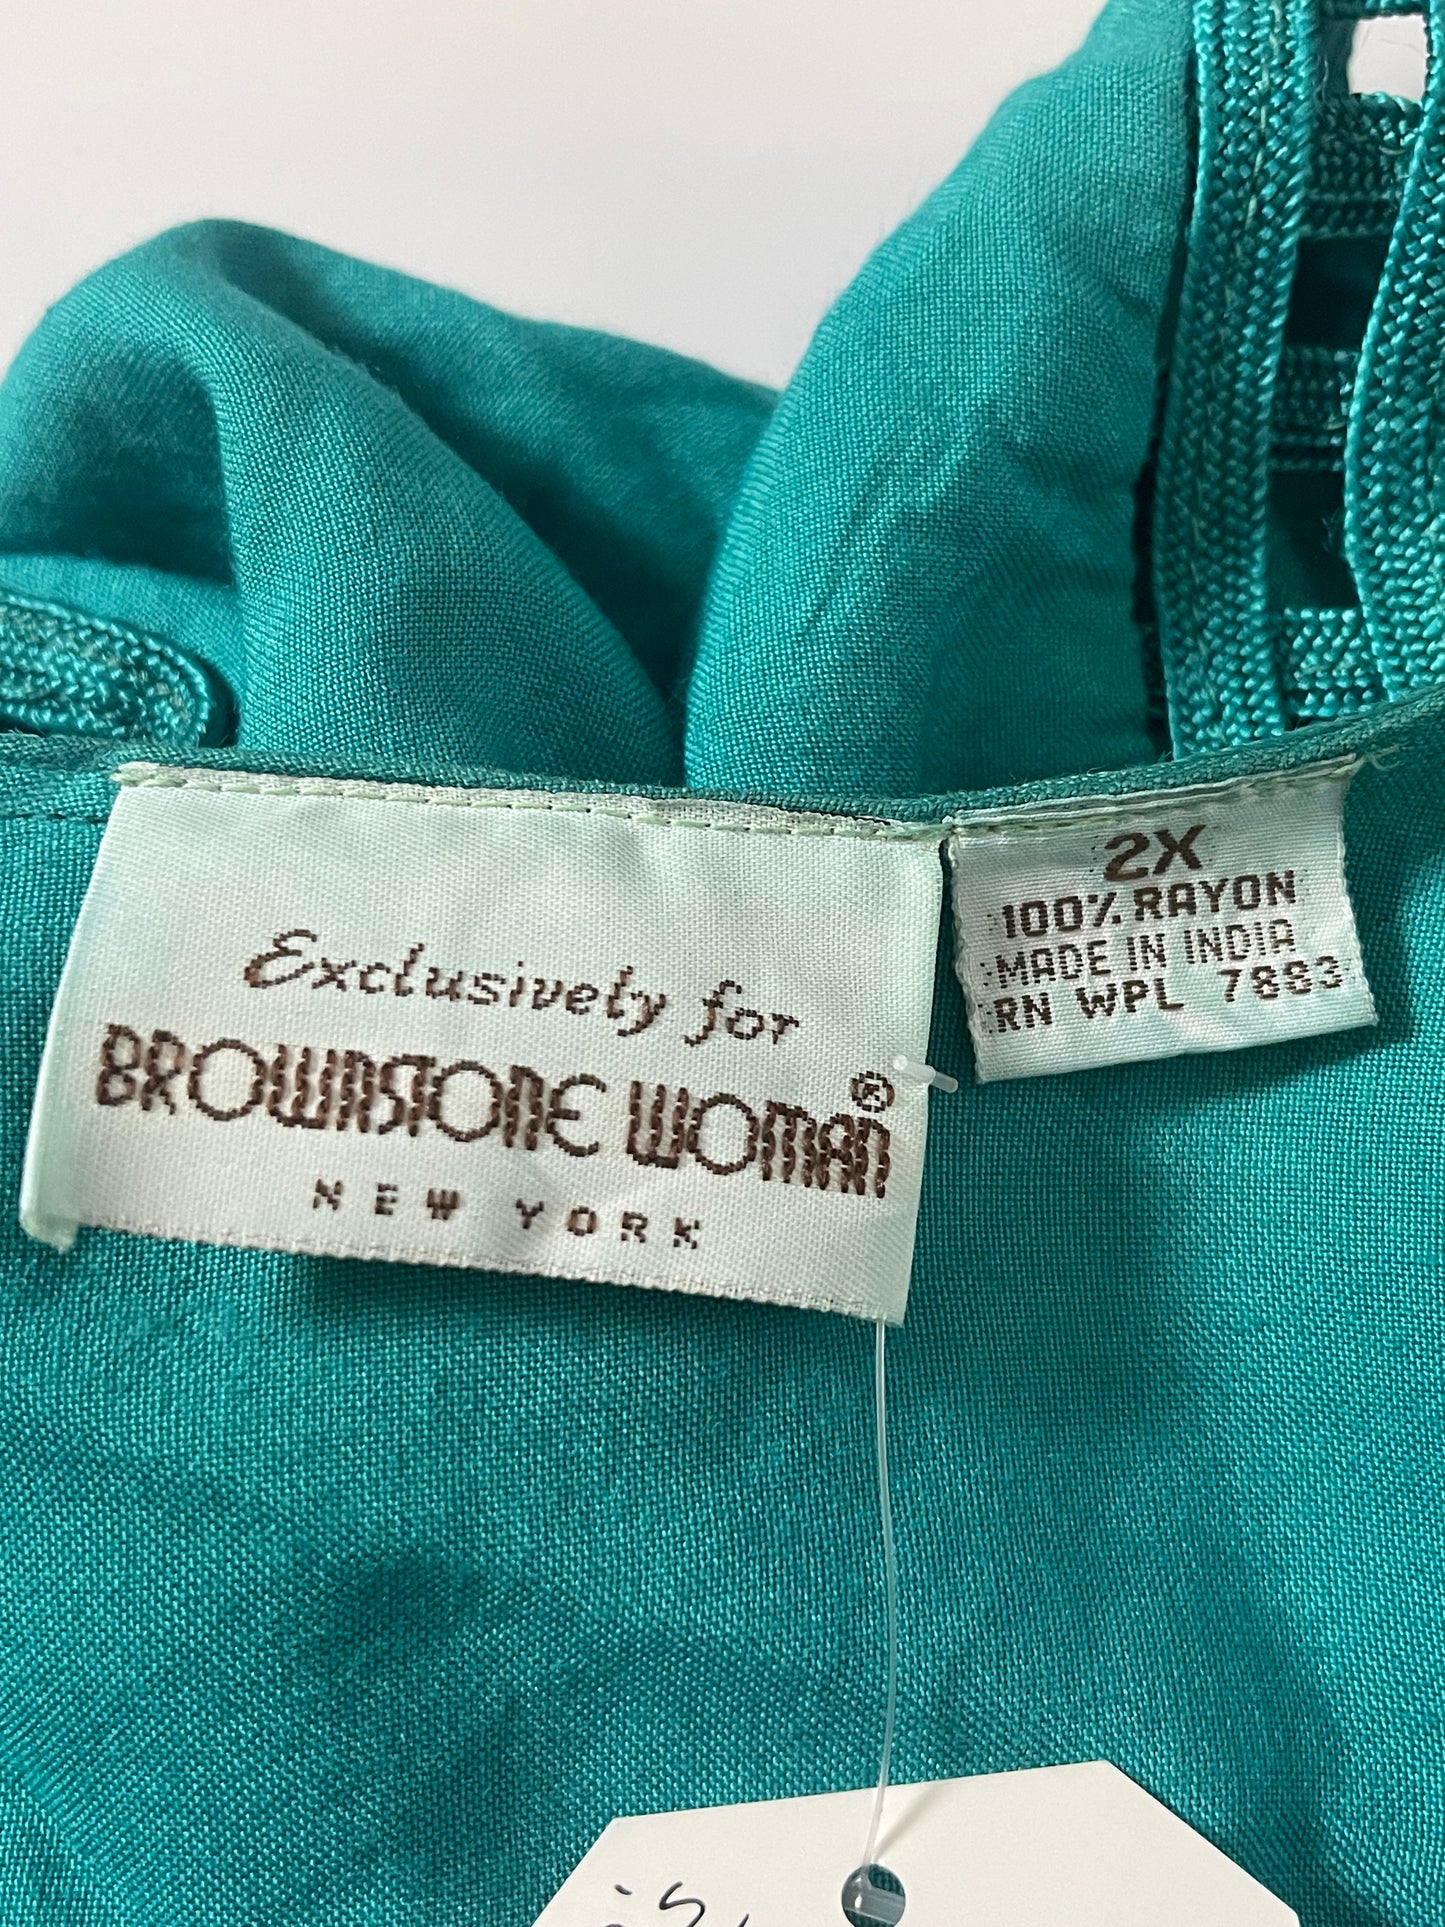 Exclusively for
BROWNSTONE WOMAN®
NEW YORK
2X
100% RAYON
MADE IN INDIA
RN WPL 7883